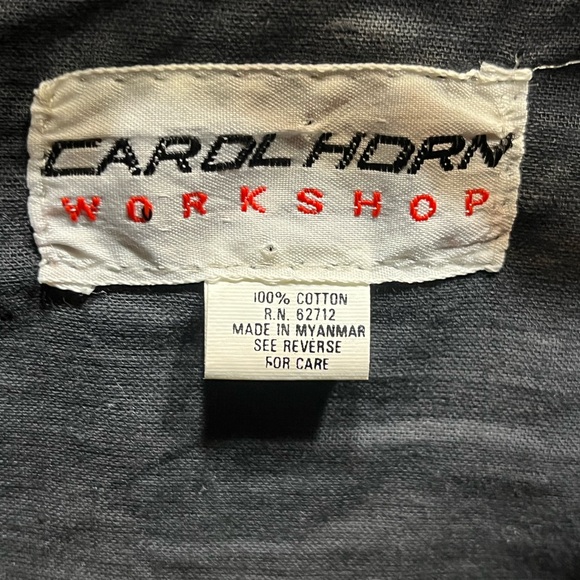 CAROL HORN
WORKSHOP
100% COTTON
R.N. 62712
MADE IN MYANMAR
SEE REVERSE
FOR CARE